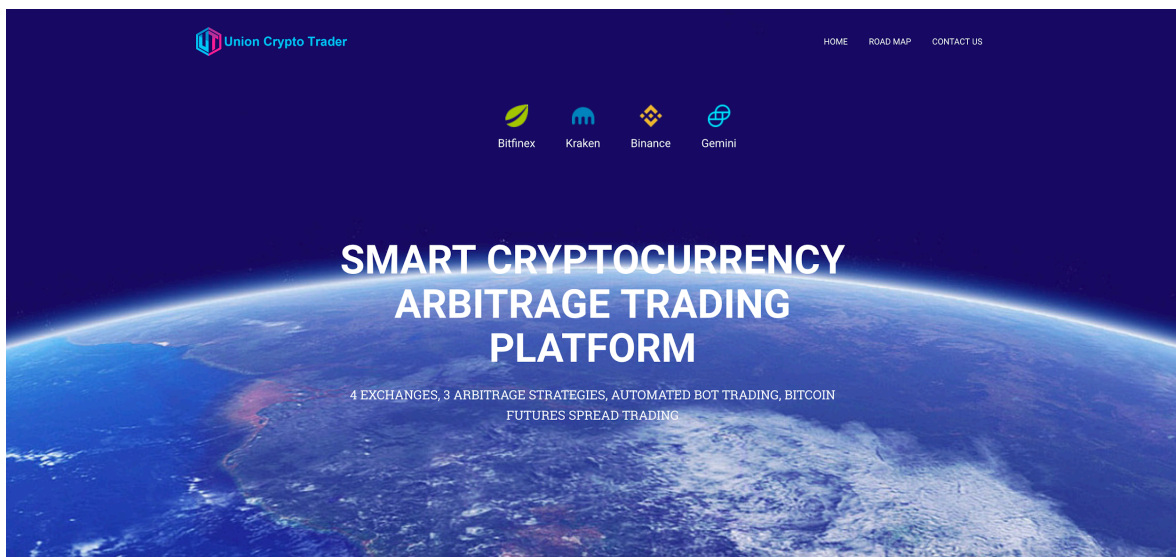 Union Crypto Trader
HOME ROAD MAP CONTACT US
Bitfinex Kraken Binance Gemini
SMART CRYPTOCURRENCY
ARBITRAGE TRADING
PLATFORM
4 EXCHANGES, 3 ARBITRAGE STRATEGIES, AUTOMATED BOT TRADING, BITCOIN
FUTURES SPREAD TRADING